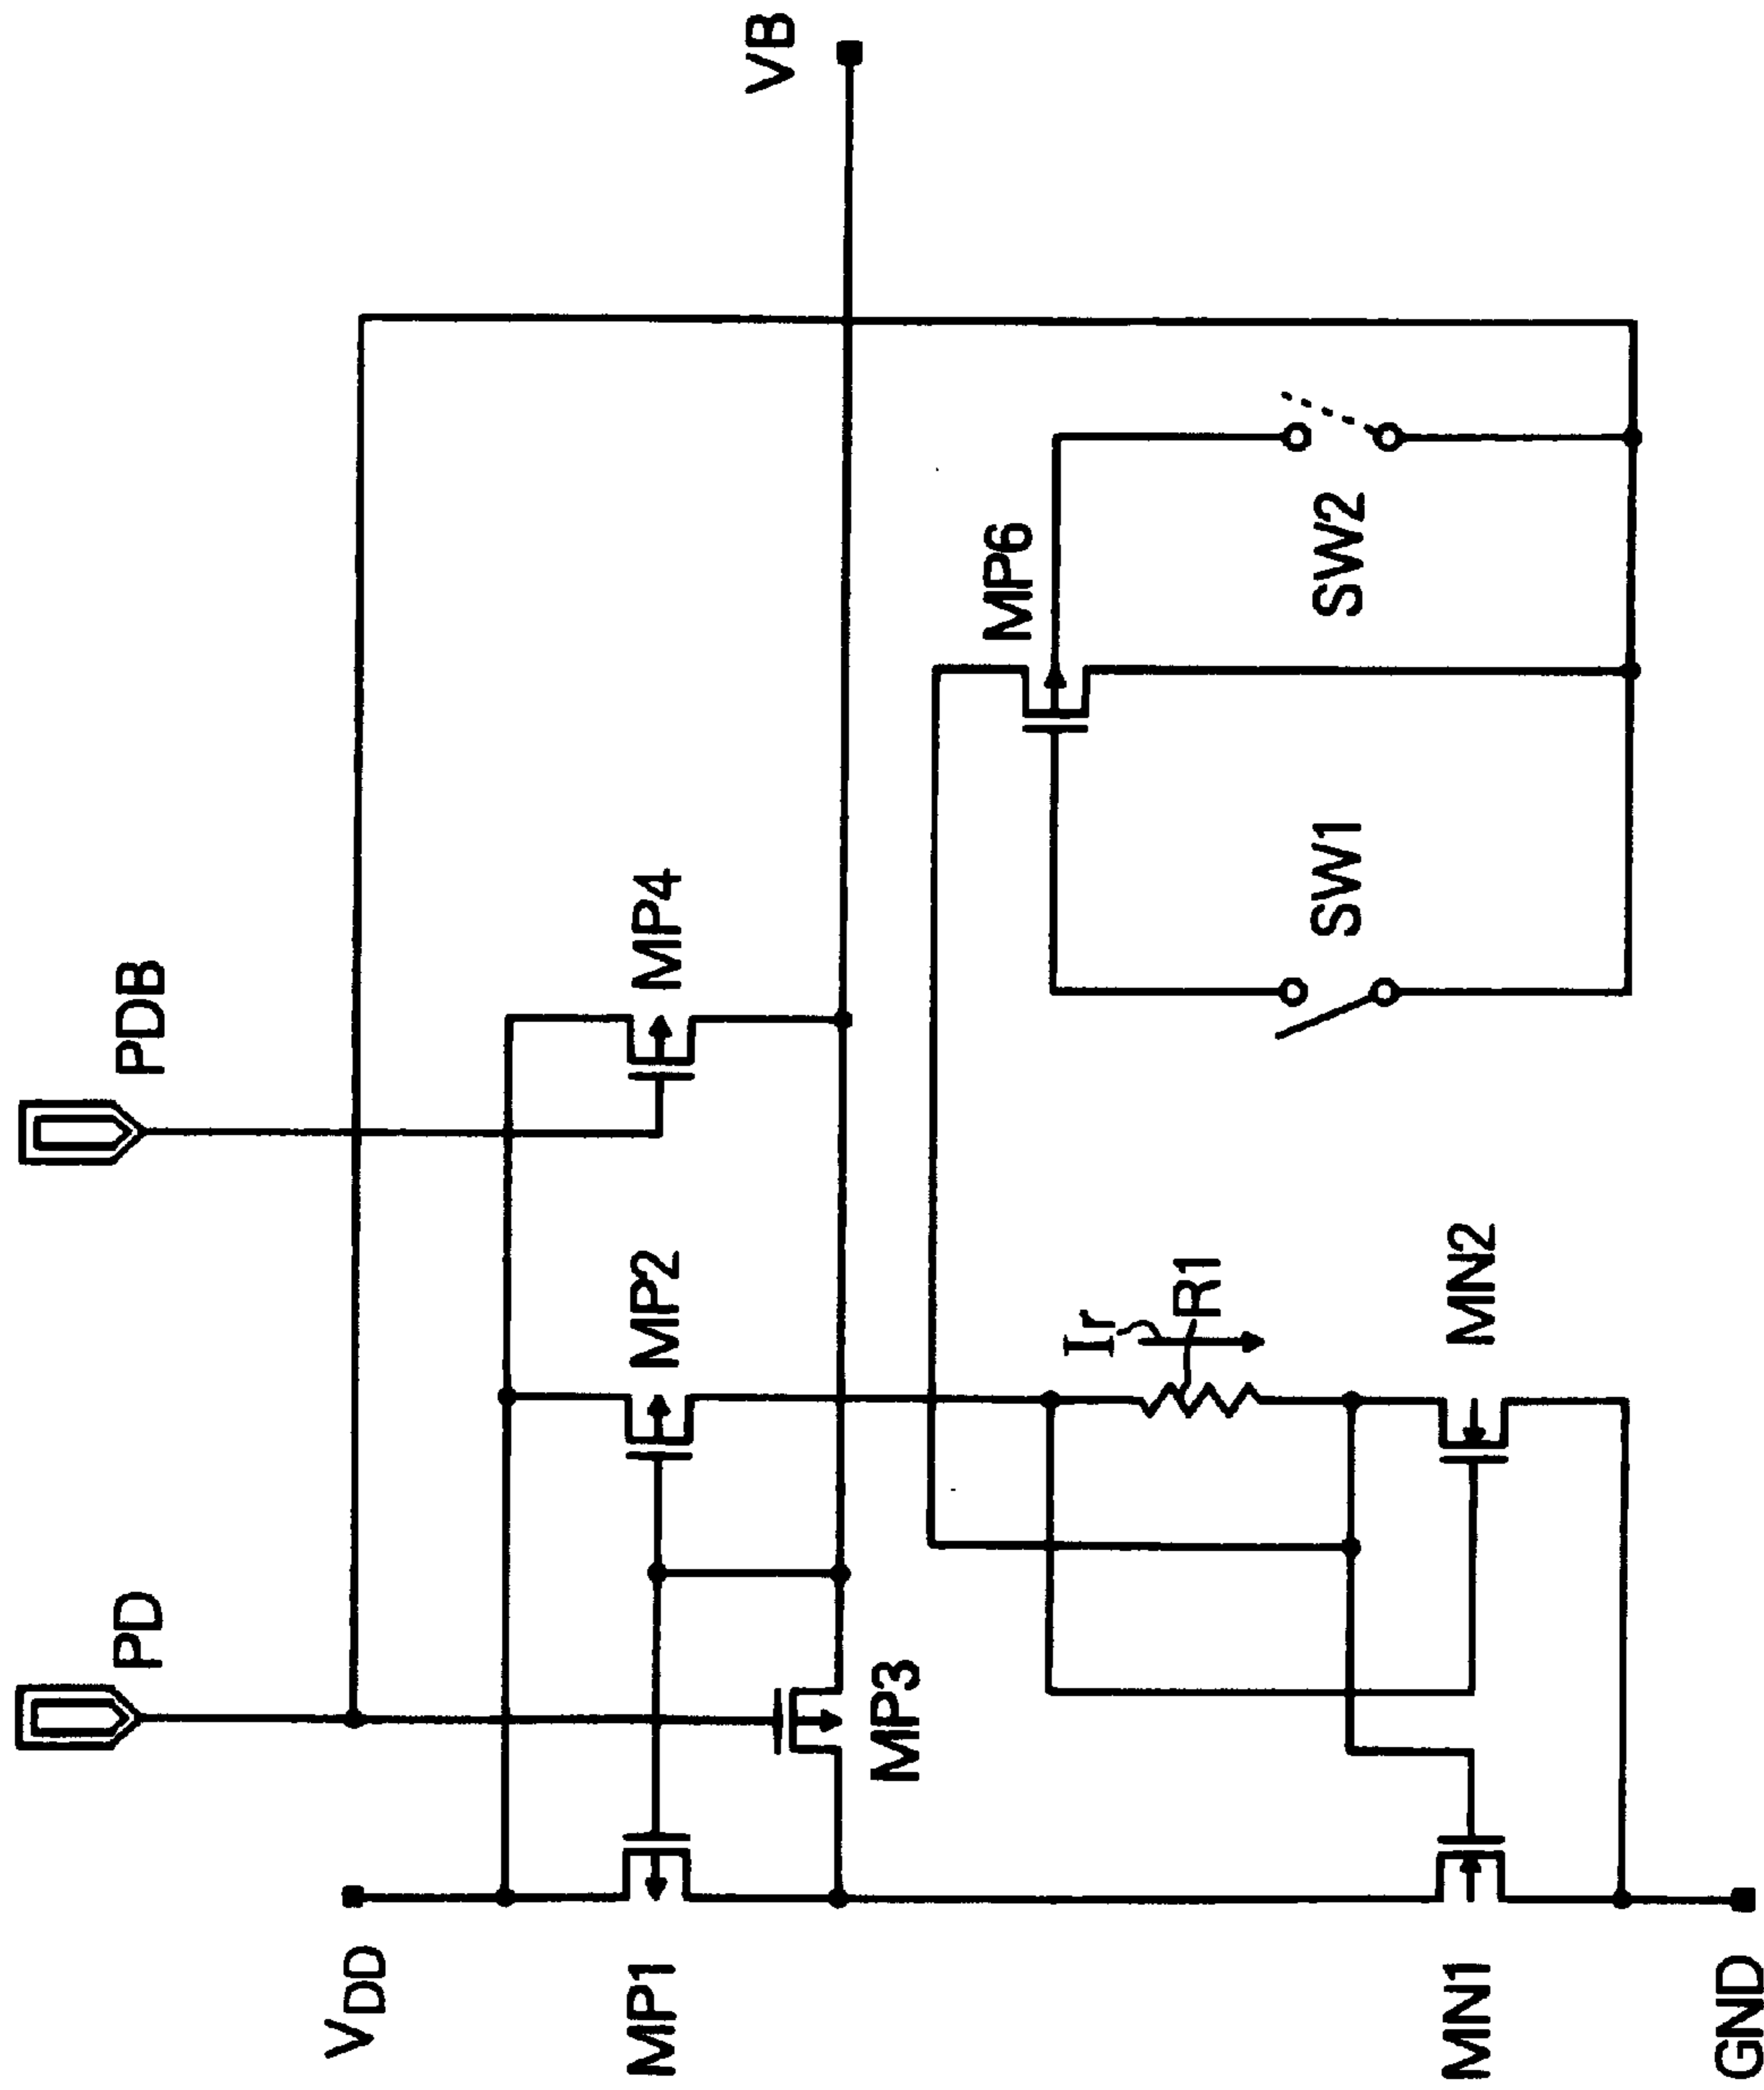 PD
PDB
VB
VDD
MP1
MP2
MP4
MP3
MP6
Ir
R1
SW1
SW2
MN1
MN2
GND